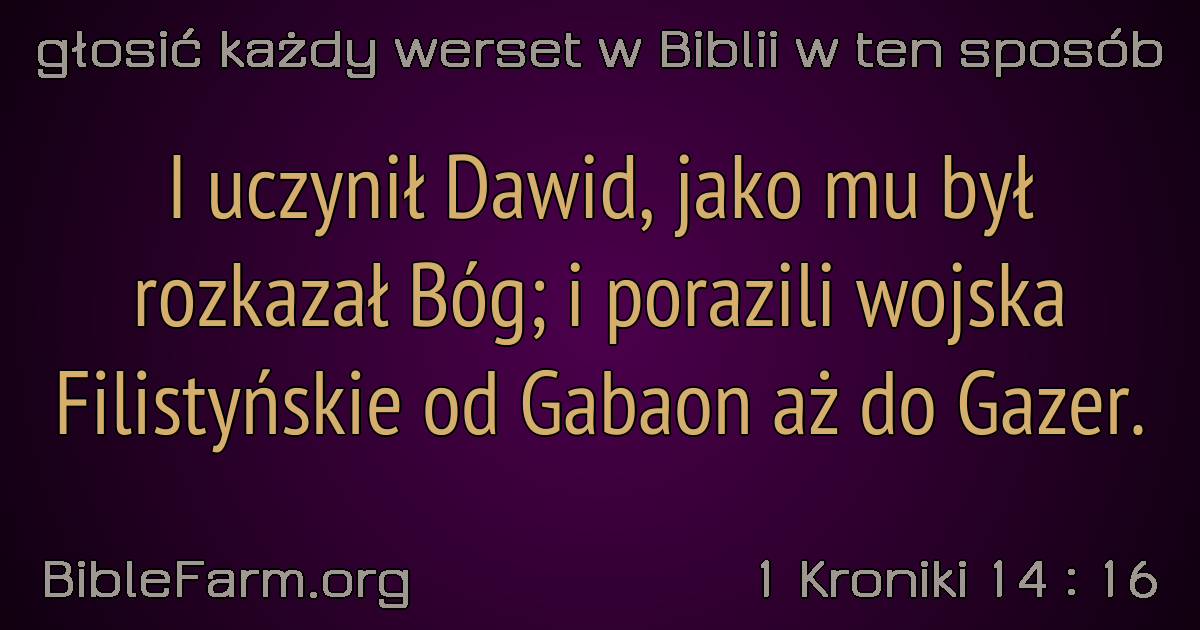 głosić każdy werset w Biblii w ten sposób
I uczynił Dawid, jako mu był
rozkazał Bóg; i porazili wojska
Filistyńskie od Gabaon aż do Gazer.
BibleFarm.org
1 Kroniki 14 : 16